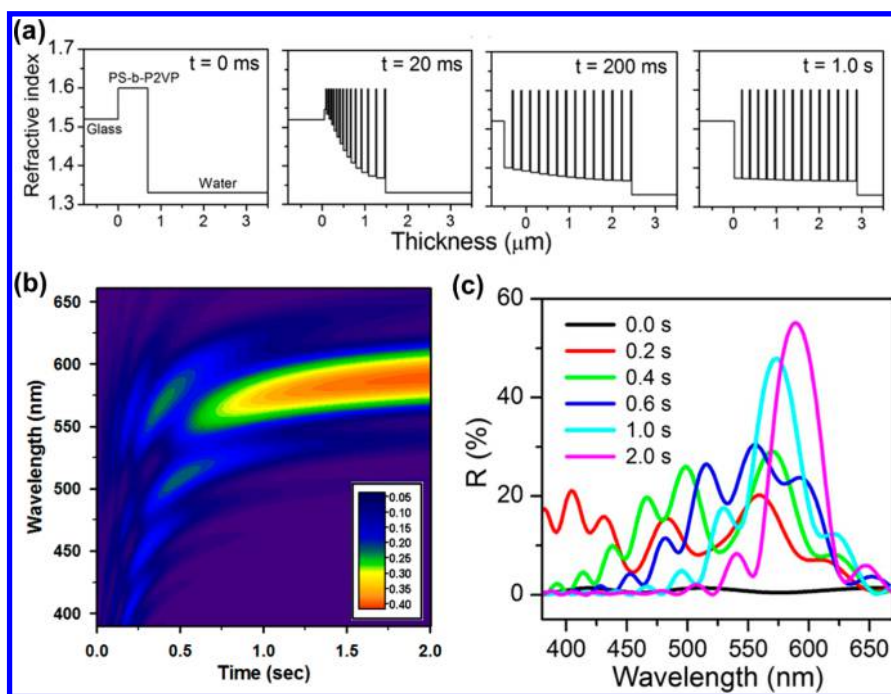 (a)
Refractive index
1.7
1.6
1.5
1.4
1.3
PS-b-P2VP
t = 0 ms
Glass
Water
t = 20 ms
t = 200 ms
t = 1.0 s
0 1 2 3
0 1 2 3
0 1 2 3
0 1 2 3
Thickness (μm)
(b)
Wavelength (nm)
650
600
550
500
450
400
0.05
0.10
0.15
0.20
0.25
0.30
0.35
0.40
0.0 0.5 1.0 1.5 2.0
Time (sec)
(c)
R (%)
60
40
20
0
0.0 s
0.2 s
0.4 s
0.6 s
1.0 s
2.0 s
400 450 500 550 600 650
Wavelength (nm)